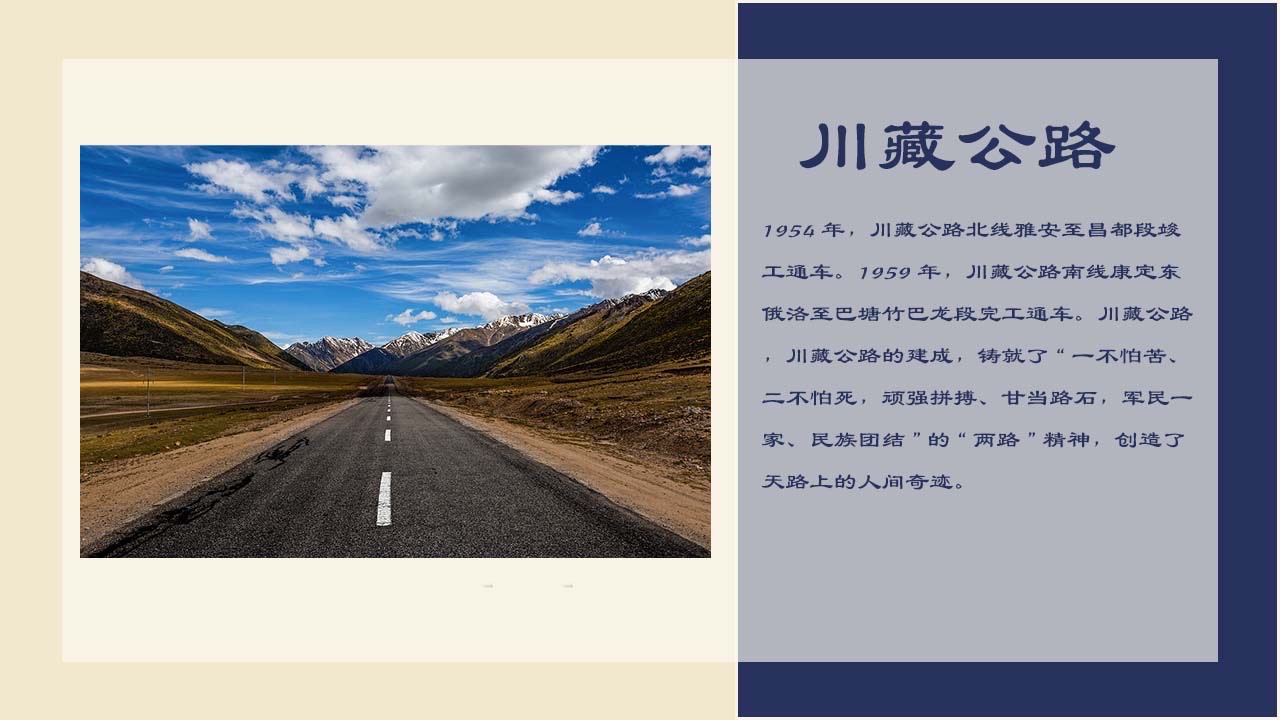 川藏公路
1954 年，川藏公路北线雅安至昌都段竣
工通车。1959 年，川藏公路南线康定东
俄洛至巴塘竹巴龙段完工通车。川藏公路
，川藏公路的建成，铸就了“一不怕苦、
二不怕死，顽强拼搏、甘当路石，军民一
家、民族团结”的“两路”精神，创造了
天路上的人间奇迹。